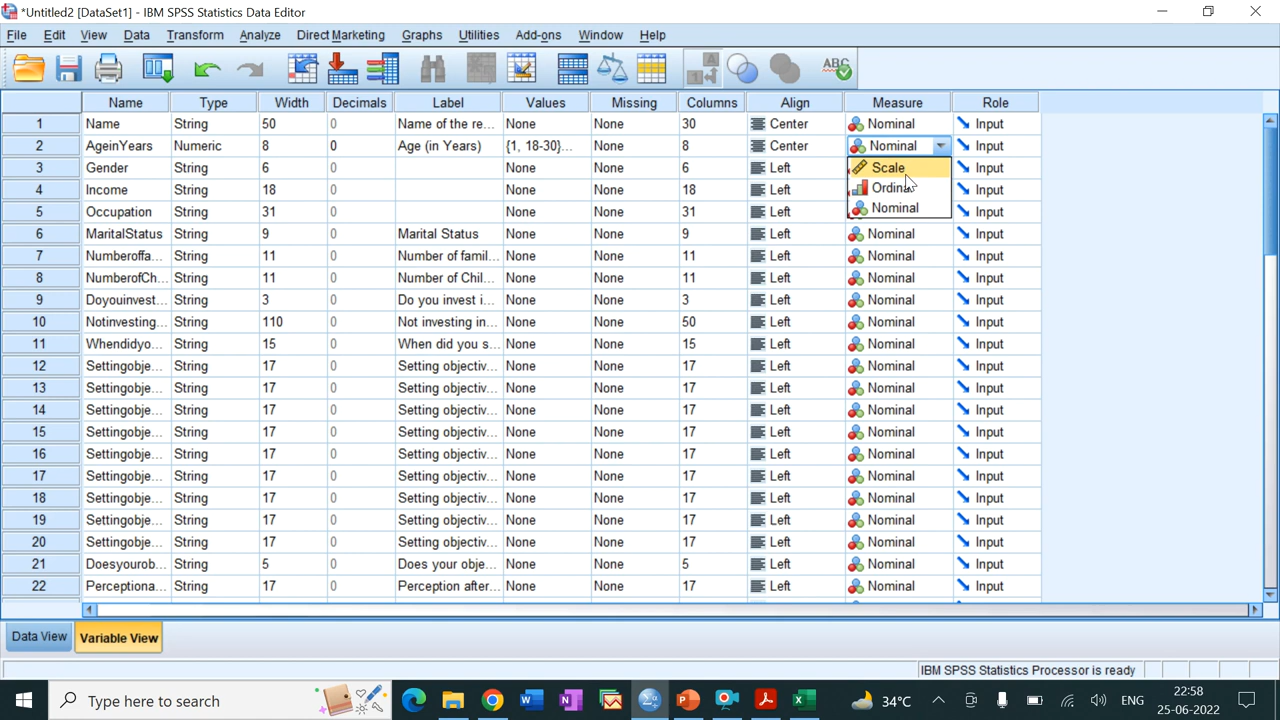 *Untitled2 [DataSet1] - IBM SPSS Statistics Data Editor
File Edit View Data Transform Analyze Direct Marketing Graphs Utilities Add-ons Window Help
A
14
ABC
Name Type Width Decimals Label Values Missing Columns Align Measure Role
1 Name String 50 0 Name of the re... None None 30 Center Nominal Input
2 AgeinYears Numeric 8 0 Age (in Years) {1, 18-30}... None 8 Center Nominal Input
3 Gender String 6 0 None None 6 Left Scale Input
4 Income String 18 0 None None 18 Left Input
5 Occupation String 31 0 None None 31 Left Nominal Input
6 MaritalStatus String 9 0 Marital Status None None 9 Left Nominal Input
7 Numberoffa... String 11 0 Number of famil... None None 11 Left Nominal Input
8 NumberofCh... String 11 0 Number of Chil... None None 11 Left Nominal Input
9 Doyouinvest... String 3 0 Do you invest i... None None 3 Left Nominal Input
10 Notinvesting... String 110 0 Not investing in... None None 50 Left Nominal Input
11 Whendidyo... String 15 0 When did you s... None None 15 Left Nominal Input
12 Settingobje... String 17 0 Setting objectiv... None None 17 Left Nominal Input
13 Settingobje... String 17 0 Setting objectiv... None None 17 Left Nominal Input
14 Settingobje... String 17 0 Setting objectiv... None None 17 Left Nominal Input
15 Settingobje... String 17 0 Setting objectiv... None None 17 Left Nominal Input
16 Settingobje... String 17 0 Setting objectiv... None None 17 Left Nominal Input
17 Settingobje... String 17 0 Setting objectiv... None None 17 Left Nominal Input
18 Settingobje... String 17 0 Setting objectiv... None None 17 Left Nominal Input
19 Settingobje... String 17 0 Setting objectiv... None None 17 Left Nominal Input
20 Settingobje... String 17 0 Setting objectiv... None None 17 Left Nominal Input
21 Doesyourob... String 5 0 Does your obje... None None 5 Left Nominal Input
22 Perceptiona... String 17 0 Perception after... None None 17 Left Nominal Input
Data View Variable View
IBM SPSS Statistics Processor is ready
Type here to search 34°C ENG 22:58
25-06-2022